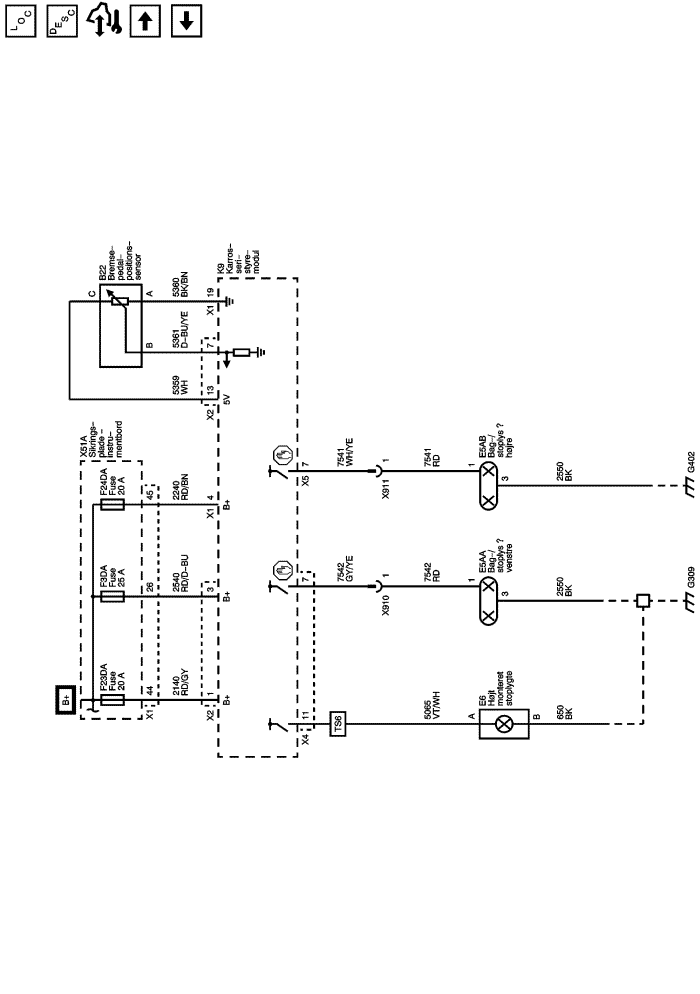 LOC
DESC
B+
X51A
Sikrings–
plade –
instru–
mentbord
F23DA
Fuse
20 A
F3DA
Fuse
25 A
F24DA
Fuse
20 A
B22
Bremse–
pedal–
positions–
sensor
C
B
A
X1
44
26
45
2140
RD/GY
2540
RD/D–BU
2240
RD/BN
5359
WH
5361
D–BU/YE
5360
BK/BN
X2
1
3
X1
4
X2
13
7
X1
19
B+
B+
B+
5V
K9
Karros–
seri–
styre–
modul
X4
11
7
X5
7
TS6
7542
GY/YE
7541
WH/YE
X910
1
X911
1
5065
VT/WH
7542
RD
7541
RD
A
1
1
E6
Højt
monteret
stoplygte
E5AA
Bag–/
stoplys ?
venstre
E5AB
Bag–/
stoplys ?
højre
B
3
3
650
BK
2550
BK
2550
BK
G309
G402